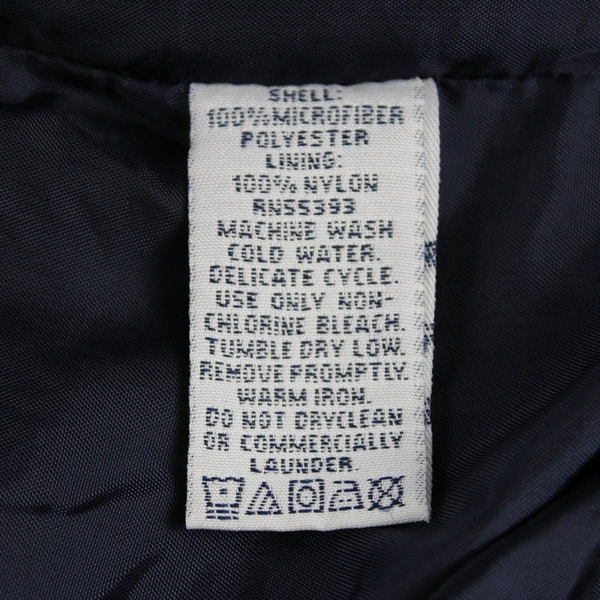 SHELL:
100% MICROFIBER
POLYESTER
LINING:
100% NYLON
RN55393
MACHINE WASH
COLD WATER.
DELICATE CYCLE.
USE ONLY NON-
CHLORINE BLEACH.
TUMBLE DRY LOW.
REMOVE PROMPTLY.
WARM IRON.
DO NOT DRYCLEAN
OR COMMERCIALLY
LAUNDER.